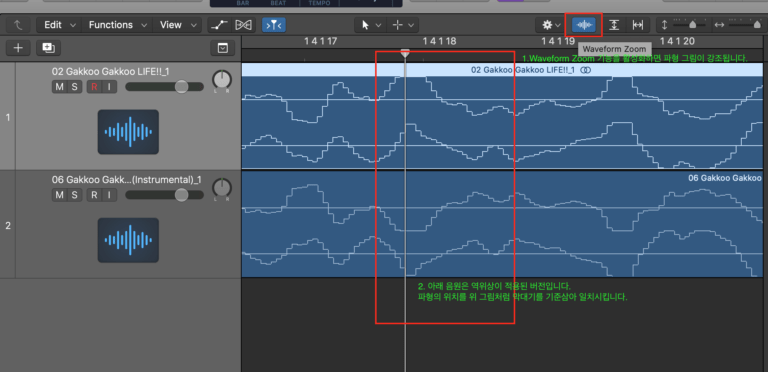 BAR BEAT TEMPO
Edit Functions View
Waveform Zoom
1 4 1 17 1 4 1 18 1 4 1 19 1 4 1 20
1.Waveform Zoom 기능을 활성화하면 파형 그림이 강조됩니다.
02 Gakkoo Gakkoo LIFE!!_1
02 Gakkoo Gakkoo LIFE!!_1
M S R I
L R
1
06 Gakkoo Gakk...(Instrumental)_1
06 Gakkoo Gakkoo
M S R I
L R
2
2. 아래 음원은 역위상이 적용된 버전입니다.
파형의 위치를 위 그림처럼 막대기를 기준삼아 일치시킵니다.